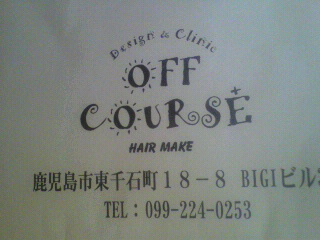 Design & Clinic
OFF
COURSE
HAIR MAKE
鹿児島市東千石町１８－８ BIGIビル
TEL：099-224-0253